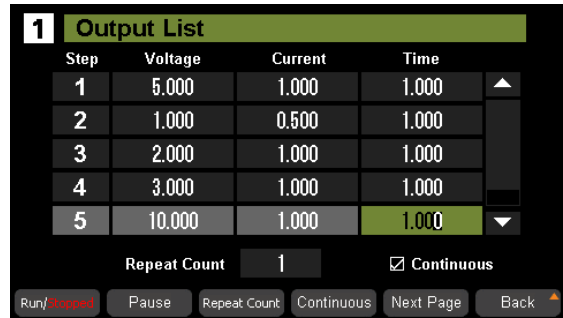 1 Output List
Step Voltage Current Time
1 5.000 1.000 1.000
2 1.000 0.500 1.000
3 2.000 1.000 1.000
4 3.000 1.000 1.000
5 10.000 1.000 1.000
Repeat Count 1 Continuous
Run/Stopped Pause Repeat Count Continuous Next Page Back